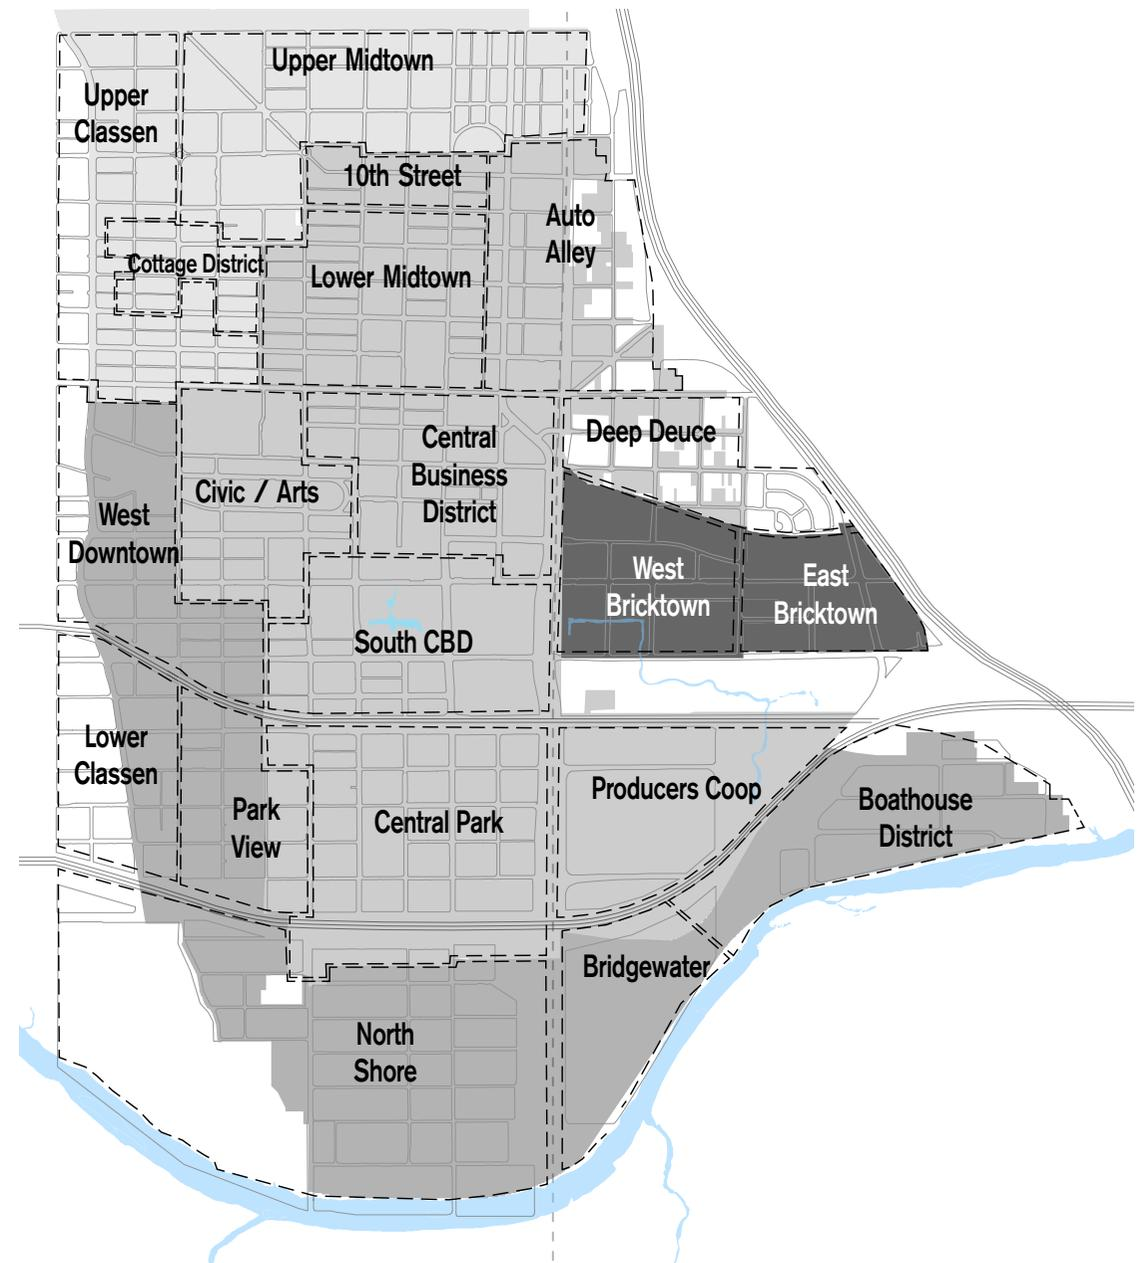 Upper Midtown
Upper
Classen
10th Street
Auto
Alley
Cottage District
Lower Midtown
Deep Deuce
Central
Business
District
Civic / Arts
West
Downtown
West
Bricktown
East
Bricktown
South CBD
Lower
Classen
Park
View
Central Park
Producers Coop
Boathouse
District
Bridgewater
North
Shore